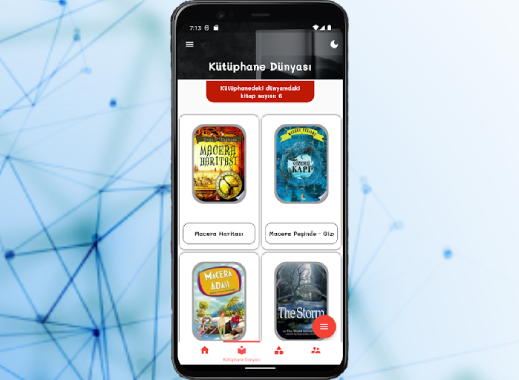 7:13
Kütüphane Dünyası
Kütüphanedeki dünyamdaki
kitap sayısı: 6
MACERA
HARİTASI
KAPI
Macera Haritası
Macera Peşinde - Giz
MACERA
ADASI
The Storm
Kütüphane Dünyası